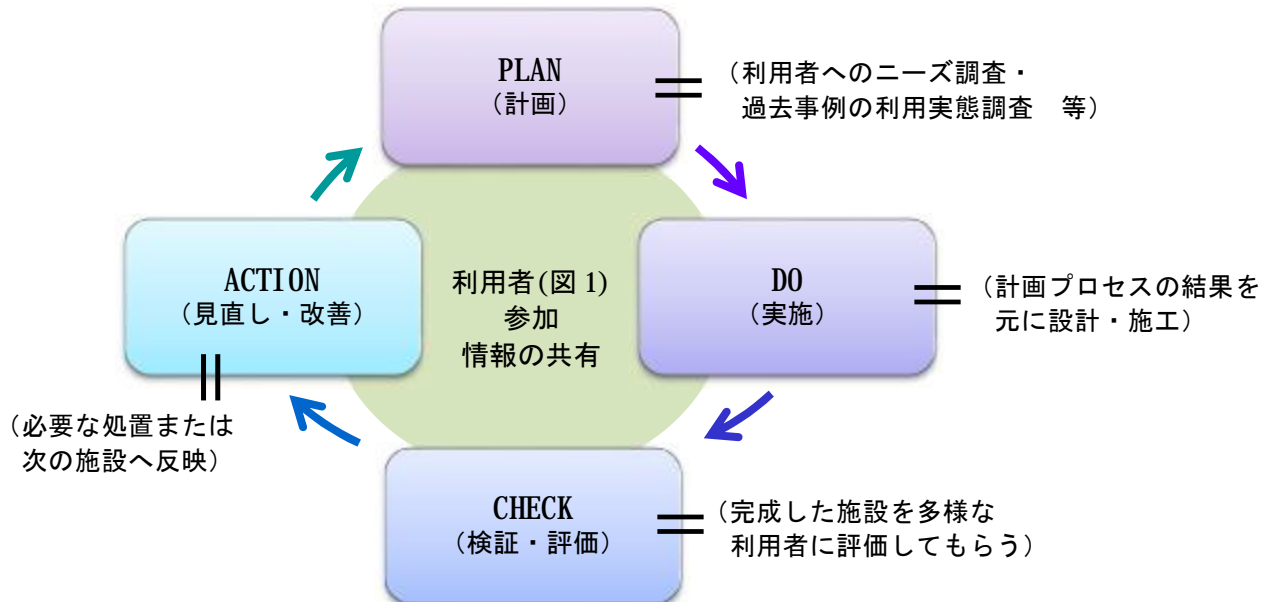 PLAN
(計画)
(利用者へのニーズ調査・
過去事例の利用実態調査　等)
ACTION
(見直し・改善)
利用者(図 1)
参加
情報の共有
DO
(実施)
(計画プロセスの結果を
元に設計・施工)
(必要な処置または
次の施設へ反映)
CHECK
(検証・評価)
(完成した施設を多様な
利用者に評価してもらう)